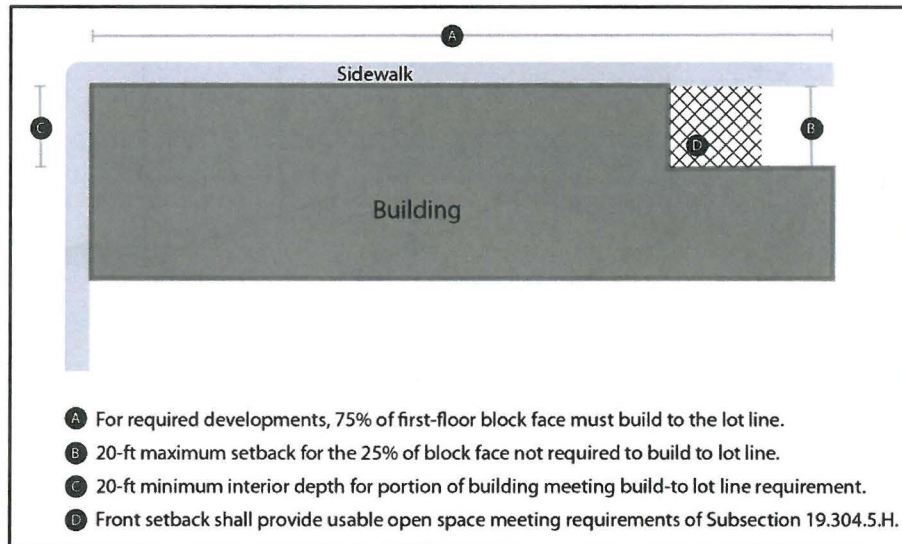 A
Sidewalk
C
B
D
Building
A For required developments, 75% of first-floor block face must build to the lot line.
B 20-ft maximum setback for the 25% of block face not required to build to lot line.
C 20-ft minimum interior depth for portion of building meeting build-to lot line requirement.
D Front setback shall provide usable open space meeting requirements of Subsection 19.304.5.H.